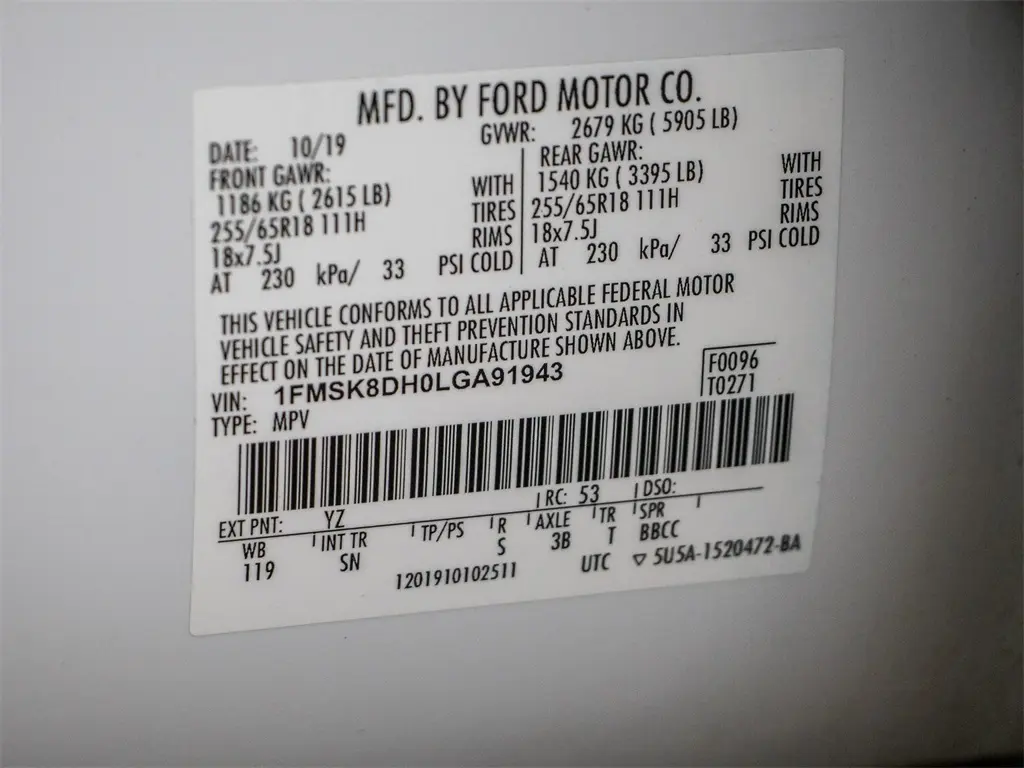 MFD. BY FORD MOTOR CO.
DATE: 10/19 GVWR: 2679 KG ( 5905 LB)
FRONT GAWR: REAR GAWR:
1186 KG ( 2615 LB) WITH 1540 KG ( 3395 LB) WITH
255/65R18 111H TIRES 255/65R18 111H TIRES
18x7.5J RIMS 18x7.5J RIMS
AT 230 kPa/ 33 PSI COLD AT 230 kPa/ 33 PSI COLD
THIS VEHICLE CONFORMS TO ALL APPLICABLE FEDERAL MOTOR
VEHICLE SAFETY AND THEFT PREVENTION STANDARDS IN
EFFECT ON THE DATE OF MANUFACTURE SHOWN ABOVE.
VIN: 1FMSK8DH0LGA91943 F0096
TYPE: MPV T0271
EXT PNT: YZ RC: 53 DSO:
WB INT TR TP/PS R AXLE TR SPR
119 SN S 3B T BBCC
1201910102511 UTC ▽ 5U5A-1520472-BA